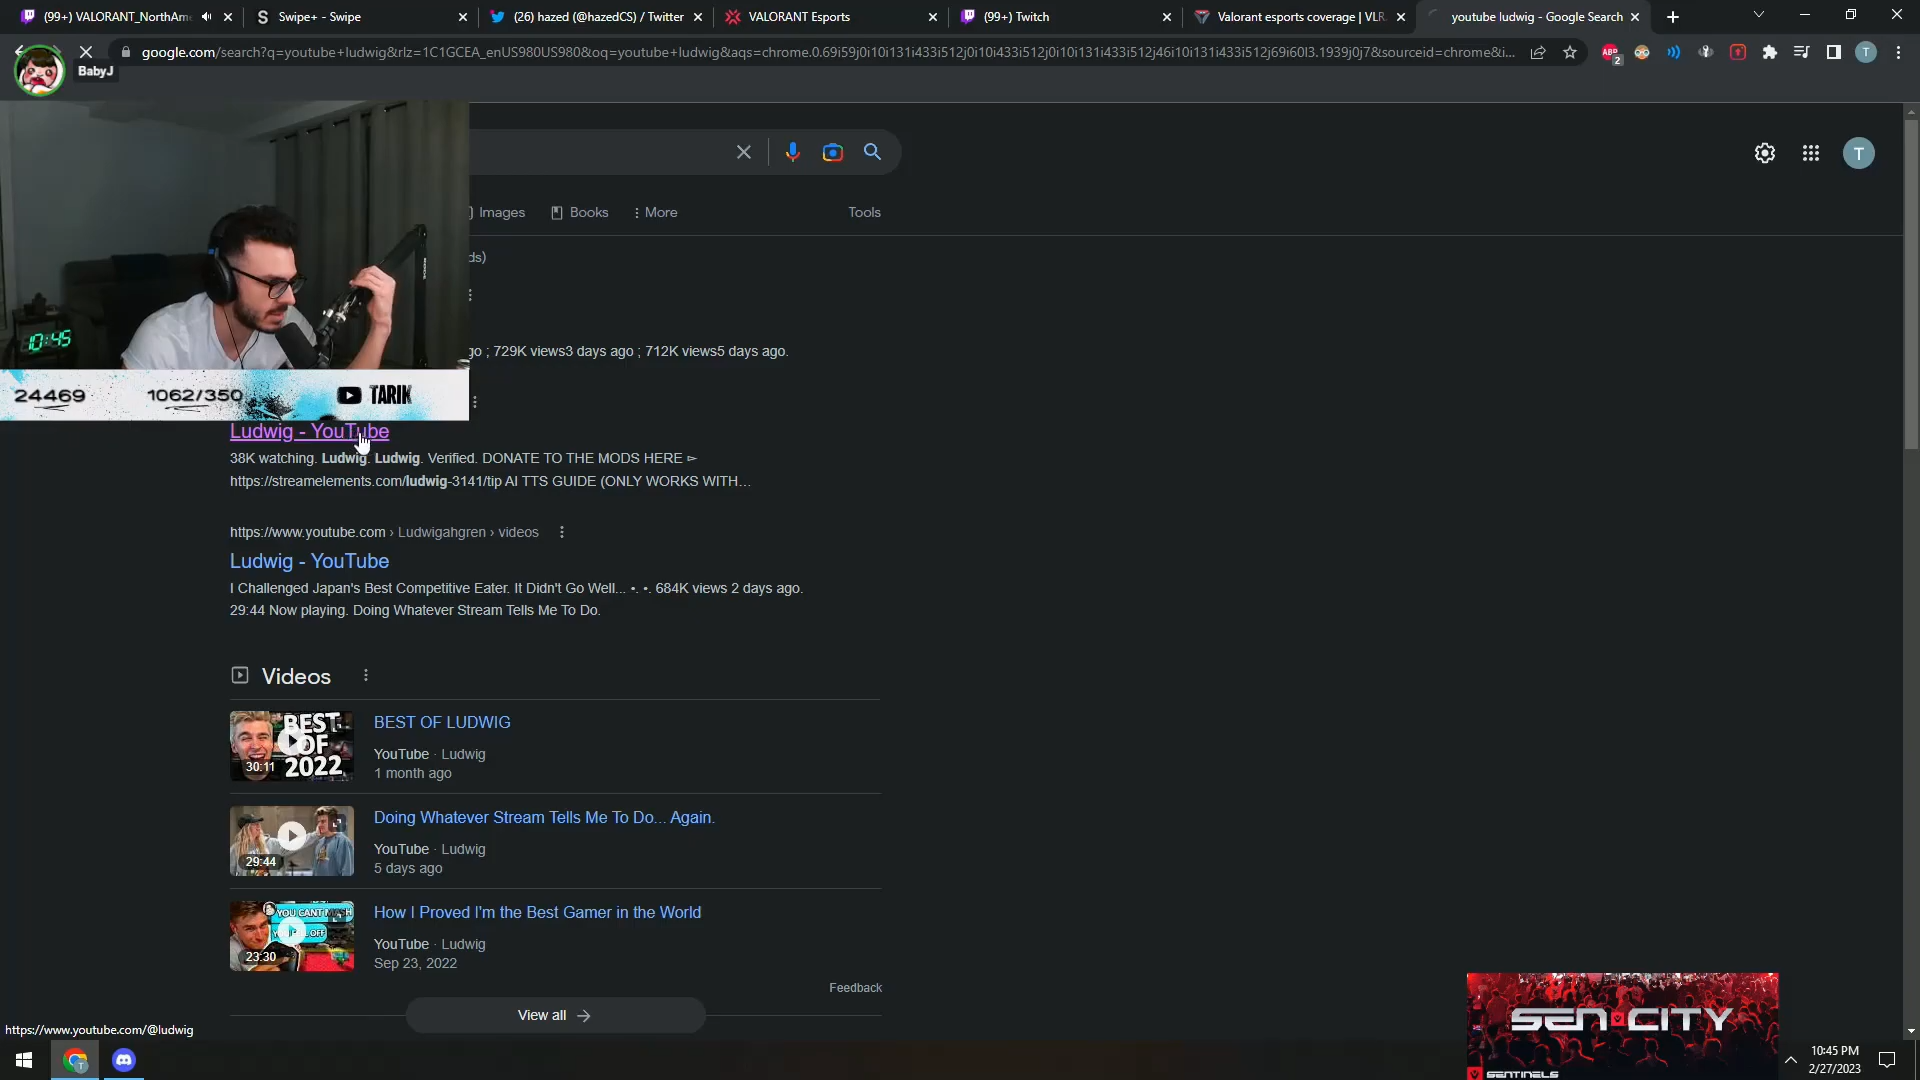 (99+) VALORANT_NorthAm
Swipe+ - Swipe
(26) hazed (@hazedCS) / Twitter
VALORANT Esports
(99+) Twitch
Valorant esports coverage | VLR.
youtube ludwig - Google Search
google.com/search?q=youtube+ludwig&rlz=1C1GCEA_enUS980US980&oq=youtube+ludwig&aqs=chrome.0.69i59j0i10i131i433i512j0i10i433i512j0i10i131i433i512j46i10i131i433i512j69i60l3.1939j0j7&sourceid=chrome&i...
ABP
2
T
BabyJ
T
Images
Books
More
Tools
ds)
go ; 729K views3 days ago ; 712K views5 days ago.
10:45
24469
1062/350
TARIK
Ludwig - YouTube
38K watching. Ludwig. Ludwig. Verified. DONATE TO THE MODS HERE ►
https://streamelements.com/ludwig-3141/tip AI TTS GUIDE (ONLY WORKS WITH...
https://www.youtube.com › Ludwigahgren › videos
Ludwig - YouTube
I Challenged Japan's Best Competitive Eater. It Didn't Go Well... •. •. 684K views 2 days ago.
29:44 Now playing. Doing Whatever Stream Tells Me To Do.
Videos
BEST OF 2022
30:11
BEST OF LUDWIG
YouTube · Ludwig
1 month ago
29:44
Doing Whatever Stream Tells Me To Do... Again.
YouTube · Ludwig
5 days ago
YOU CANT MASH
23:30
How I Proved I'm the Best Gamer in the World
YouTube · Ludwig
Sep 23, 2022
Feedback
View all
SEN CITY
SENTINELS
https://www.youtube.com/@ludwig
T
10:45 PM
2/27/2023